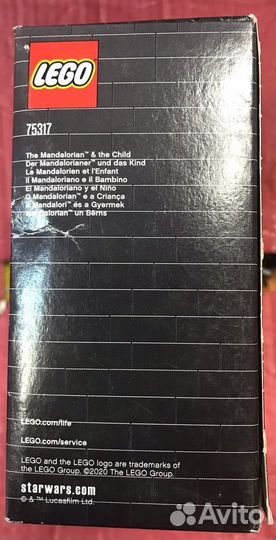 LEGO
75317
The Mandalorian™ & the Child
Der Mandalorianer™ und das Kind
Le Mandalorien et l'Enfant
Il Mandaloriano e il Bambino
El Mandaloriano y el Niño
O Mandalorian™ e a Criança
A Mandalori™ és a Gyermek
Mandalorian™ un Bērns
LEGO.com/life
LEGO.com/service
LEGO and the LEGO logo are trademarks of
the LEGO Group. ©2020 The LEGO Group.
starwars.com
© & ™ Lucasfilm Ltd.
Avito